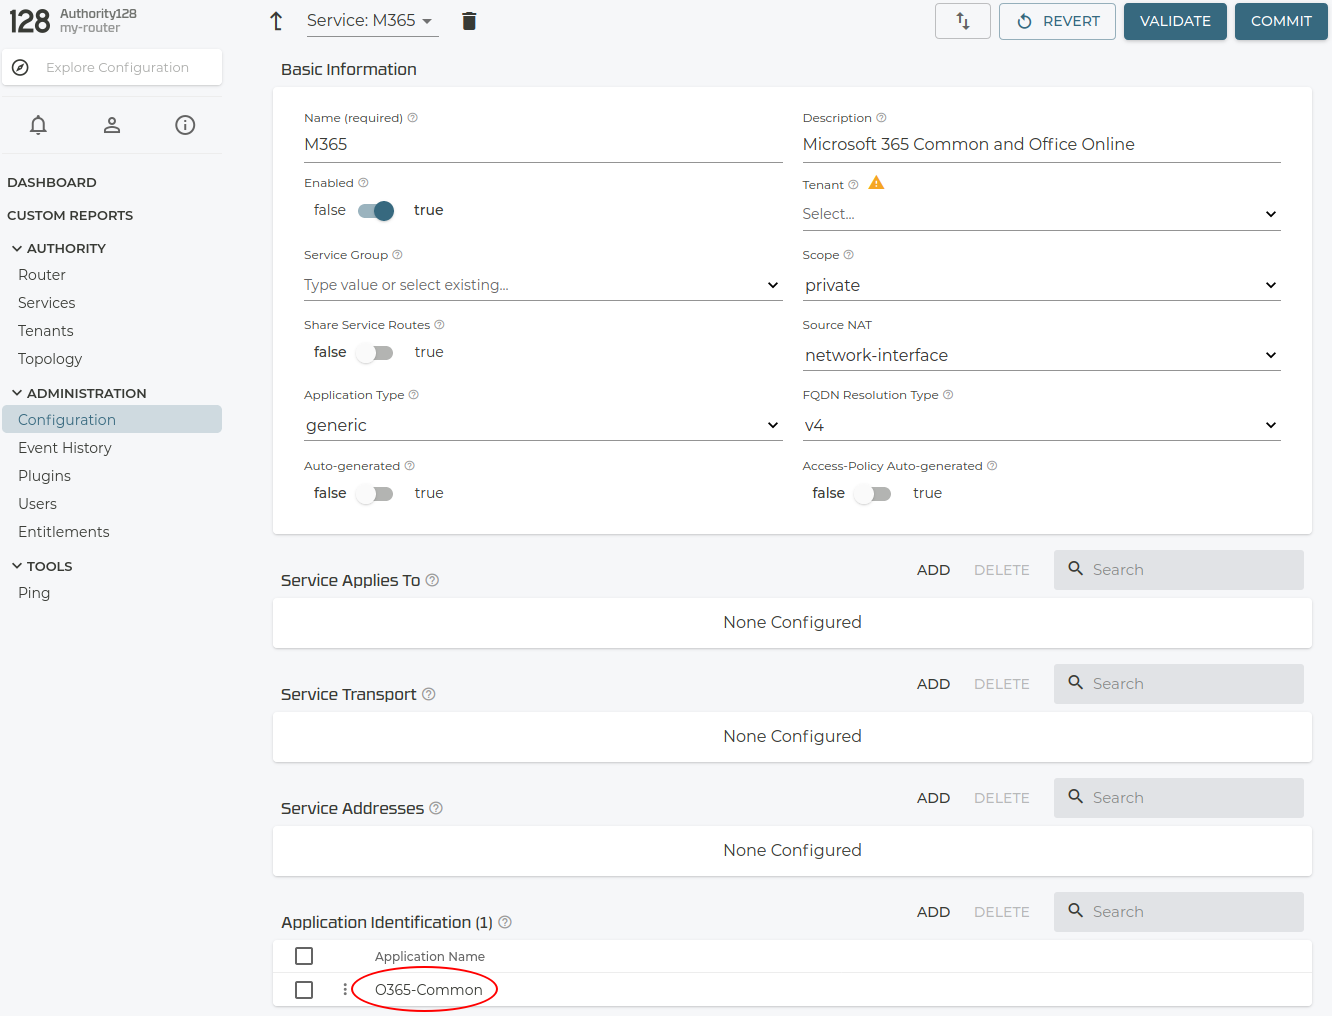 128
Authority128
my-router
Service: M365
REVERT
VALIDATE
COMMIT
Explore Configuration
DASHBOARD
CUSTOM REPORTS
AUTHORITY
Router
Services
Tenants
Topology
ADMINISTRATION
Configuration
Event History
Plugins
Users
Entitlements
TOOLS
Ping
Basic Information
Name (required)
M365
Description
Microsoft 365 Common and Office Online
Enabled
false true
Tenant
Select...
Service Group
Type value or select existing...
Scope
private
Share Service Routes
false true
Source NAT
network-interface
Application Type
generic
FQDN Resolution Type
v4
Auto-generated
false true
Access-Policy Auto-generated
false true
Service Applies To
ADD DELETE Search
None Configured
Service Transport
ADD DELETE Search
None Configured
Service Addresses
ADD DELETE Search
None Configured
Application Identification (1)
ADD DELETE Search
Application Name
O365-Common